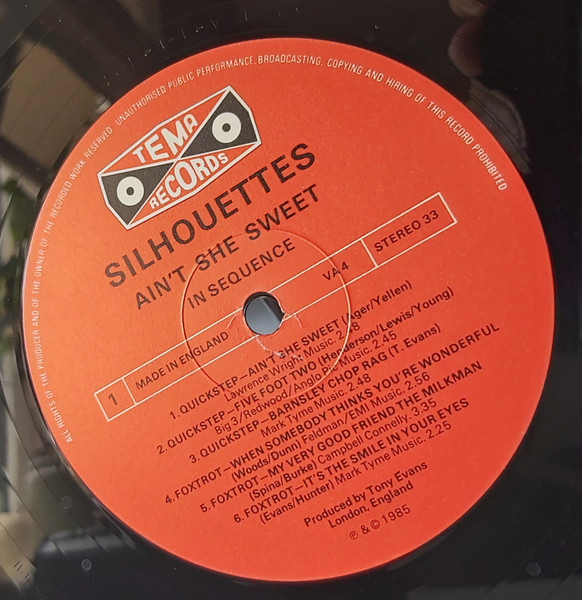 ALL RIGHTS OF THE PRODUCER AND OF THE OWNER OF THE RECORDED WORK RESERVED UNAUTHORISED PUBLIC PERFORMANCE, BROADCASTING, COPYING AND HIRING OF THIS RECORD PROHIBITED
TEMA
RECORDS
SILHOUETTES
AIN'T SHE SWEET
IN SEQUENCE
1 MADE IN ENGLAND VA 4 STEREO 33
1. QUICKSTEP—AIN'T SHE SWEET (Ager/Yellen)
Lawrence Wright Music. 2.48
2. QUICKSTEP—FIVE FOOT TWO (Henderson/Lewis/Young)
Big 3/Redwood/Anglo Pic Music. 2.45
3. QUICKSTEP—BARNSLEY CHOP RAG (T. Evans)
Mark Tyme Music. 2.48
4. FOXTROT—WHEN SOMEBODY THINKS YOU'RE WONDERFUL
(Woods/Dunn) Feldman/EMI Music. 2.56
5. FOXTROT—MY VERY GOOD FRIEND THE MILKMAN
(Spina/Burke) Campbell Connelly. 3.35
6. FOXTROT—IT'S THE SMILE IN YOUR EYES
(Evans/Hunter) Mark Tyme Music. 2.25
Produced by Tony Evans
London, England
℗ & © 1985